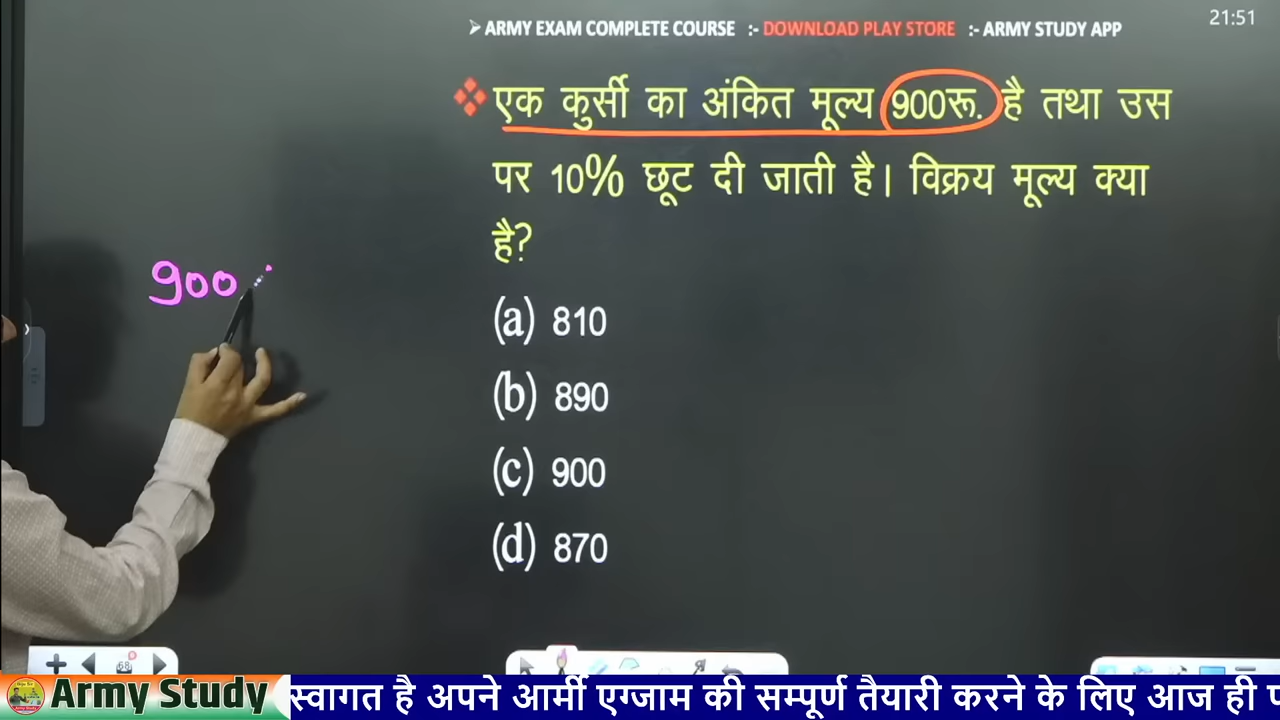 ➢ ARMY EXAM COMPLETE COURSE :- DOWNLOAD PLAY STORE :- ARMY STUDY APP
21:51
❖ एक कुर्सी का अंकित मूल्य 900रू. है तथा उस
पर 10% छूट दी जाती है। विक्रय मूल्य क्या
है?
900
(a) 810
(b) 890
(c) 900
(d) 870
68
Army Study
स्वागत है अपने आर्मी एग्जाम की सम्पूर्ण तैयारी करने के लिए आज ही